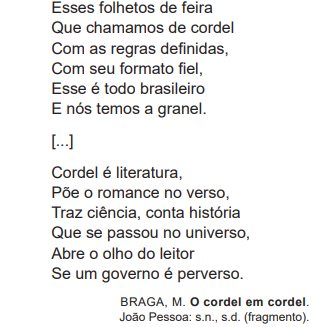 Esses folhetos de feira
Que chamamos de cordel
Com as regras definidas,
Com seu formato fiel,
Esse é todo brasileiro
E nós temos a granel.
[...]
Cordel é literatura,
Põe o romance no verso,
Traz ciência, conta história
Que se passou no universo,
Abre o olho do leitor
Se um governo é perverso.
BRAGA, M. O cordel em cordel.
João Pessoa: s.n., s.d. (fragmento).